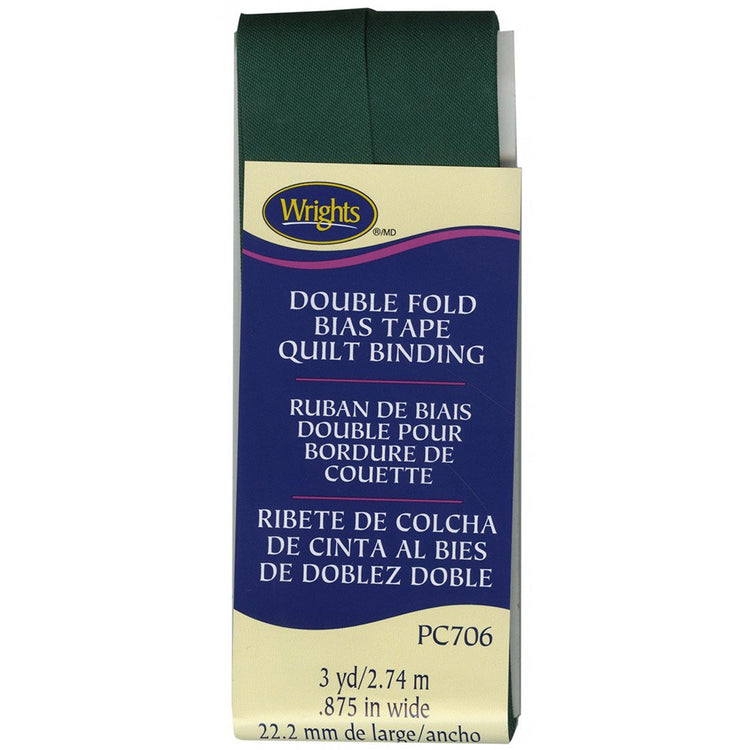 Wrights
®/MD
DOUBLE FOLD
BIAS TAPE
QUILT BINDING
RUBAN DE BIAIS
DOUBLE POUR
BORDURE DE
COUETTE
RIBETE DE COLCHA
DE CINTA AL BIES
DE DOBLEZ DOBLE
PC706
3 yd/2.74 m
.875 in wide
22.2 mm de large/ancho